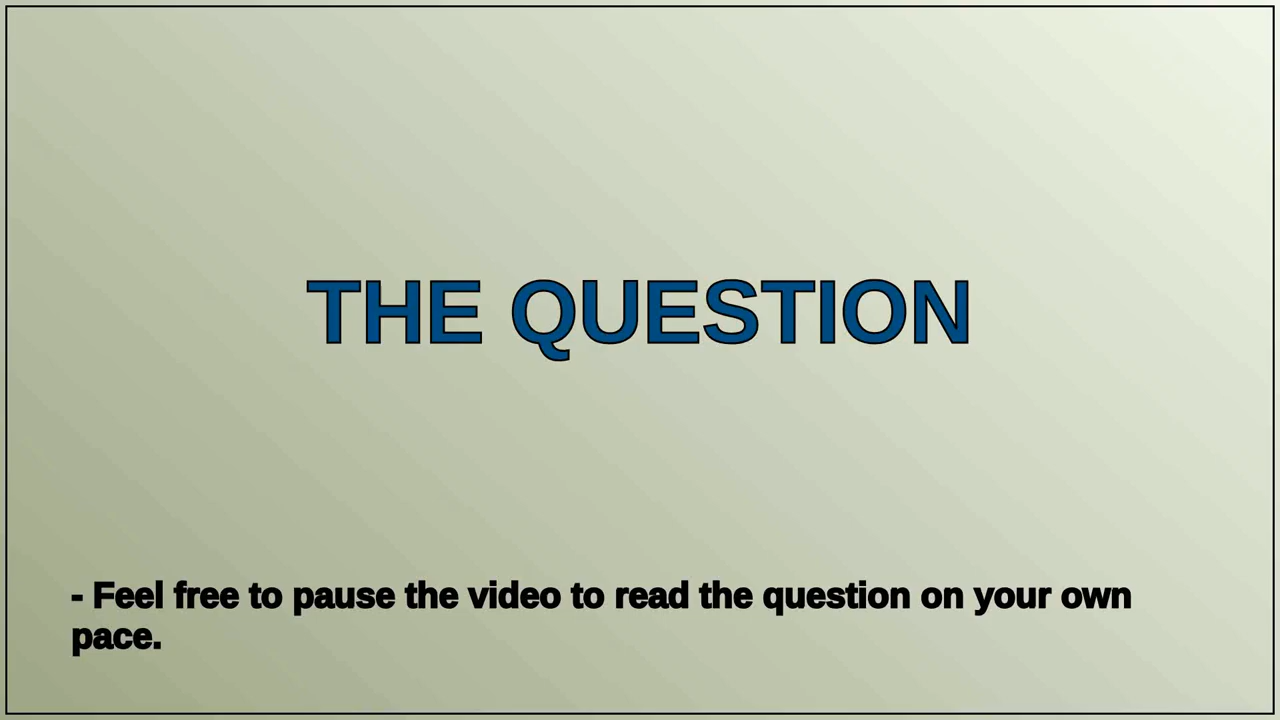 THE QUESTION
- Feel free to pause the video to read the question on your own
pace.